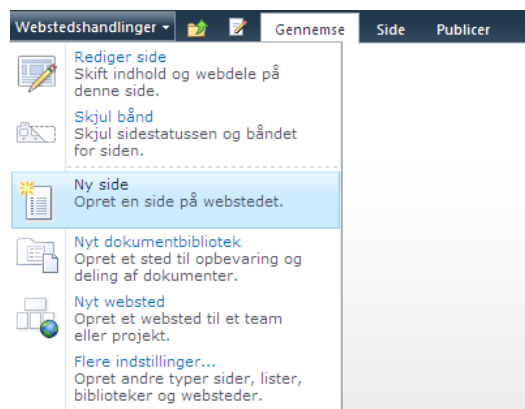 Webstedshandlinger Gennemse Side Publicer
Rediger side
Skift indhold og webdele på
denne side.
Skjul bånd
Skjul sidestatussen og båndet
for siden.
Ny side
Opret en side på webstedet.
Nyt dokumentbibliotek
Opret et sted til opbevaring og
deling af dokumenter.
Nyt websted
Opret et websted til et team
eller projekt.
Flere indstillinger...
Opret andre typer sider, lister,
biblioteker og websteder.